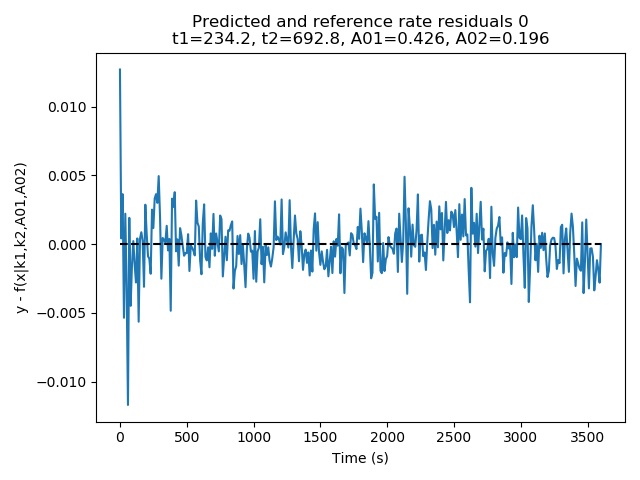 Predicted and reference rate residuals 0
t1=234.2, t2=692.8, A01=0.426, A02=0.196
0.010
0.005
0.000
−0.005
−0.010
y - f(x|k1,k2,A01,A02)
0 500 1000 1500 2000 2500 3000 3500
Time (s)